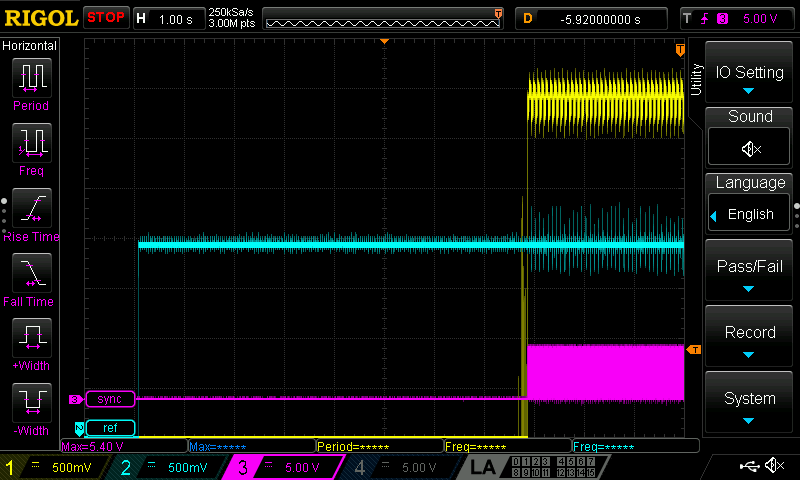 RIGOL STOP H 1.00 s 250kSa/s 3.00M pts T D -5.92000000 s T 3 5.00 V
Horizontal
Period
Freq
Rise Time
Fall Time
+Width
-Width
T
T
3 sync
2 ref
Max=5.40 V Max=***** Period=***** Freq=***** Freq=*****
1 500mV 2 500mV 3 5.00 V 4 5.00 V LA 0 1 2 3 4 5 6 7
8 9 10 11 12 13 14 15
Utility
IO Setting
Sound
Language
English
Pass/Fail
Record
System